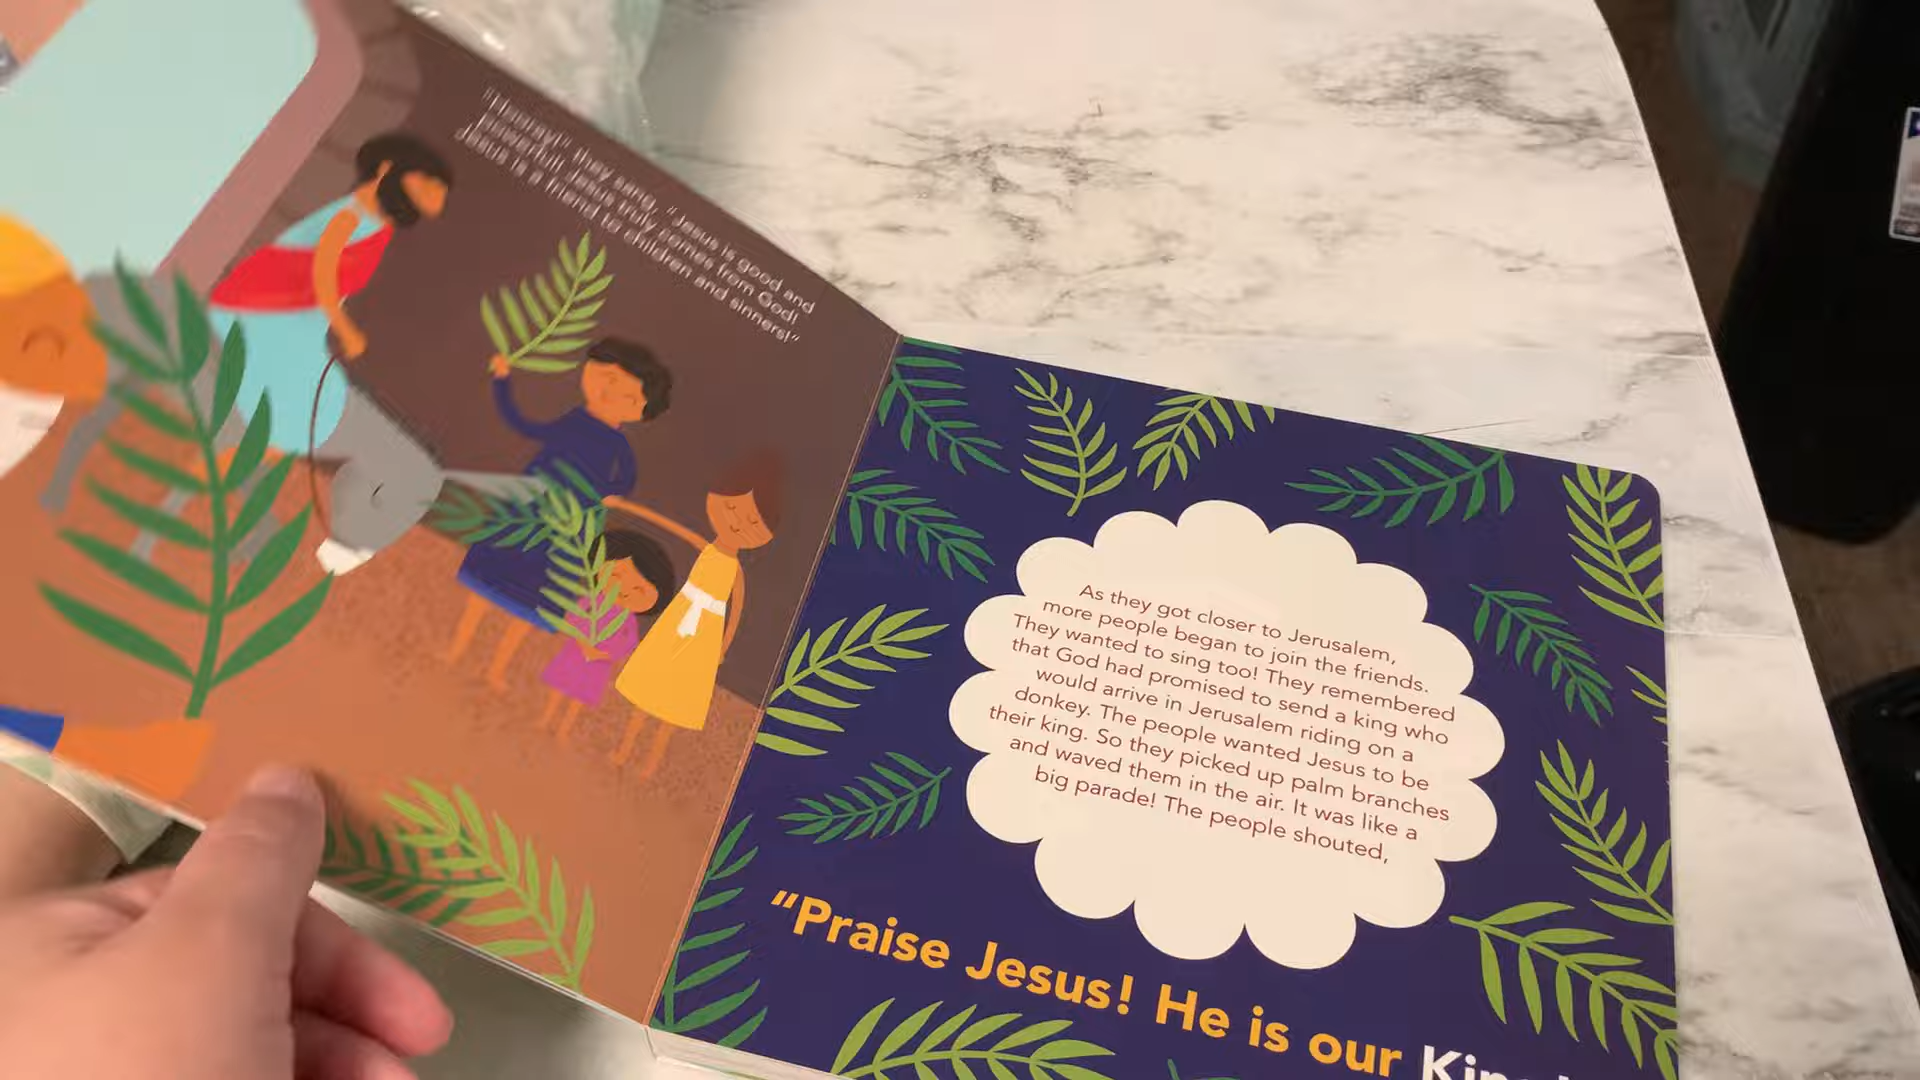 "Hooray!" they sang, "Jesus is good and
powerful! Jesus truly comes from God!
Jesus is a friend to children and sinners!"
As they got closer to Jerusalem,
more people began to join the friends.
They wanted to sing too! They remembered
that God had promised to send a king who
would arrive in Jerusalem riding on a
donkey. The people wanted Jesus to be
their king. So they picked up palm branches
and waved them in the air. It was like a
big parade! The people shouted,
"Praise Jesus! He is our